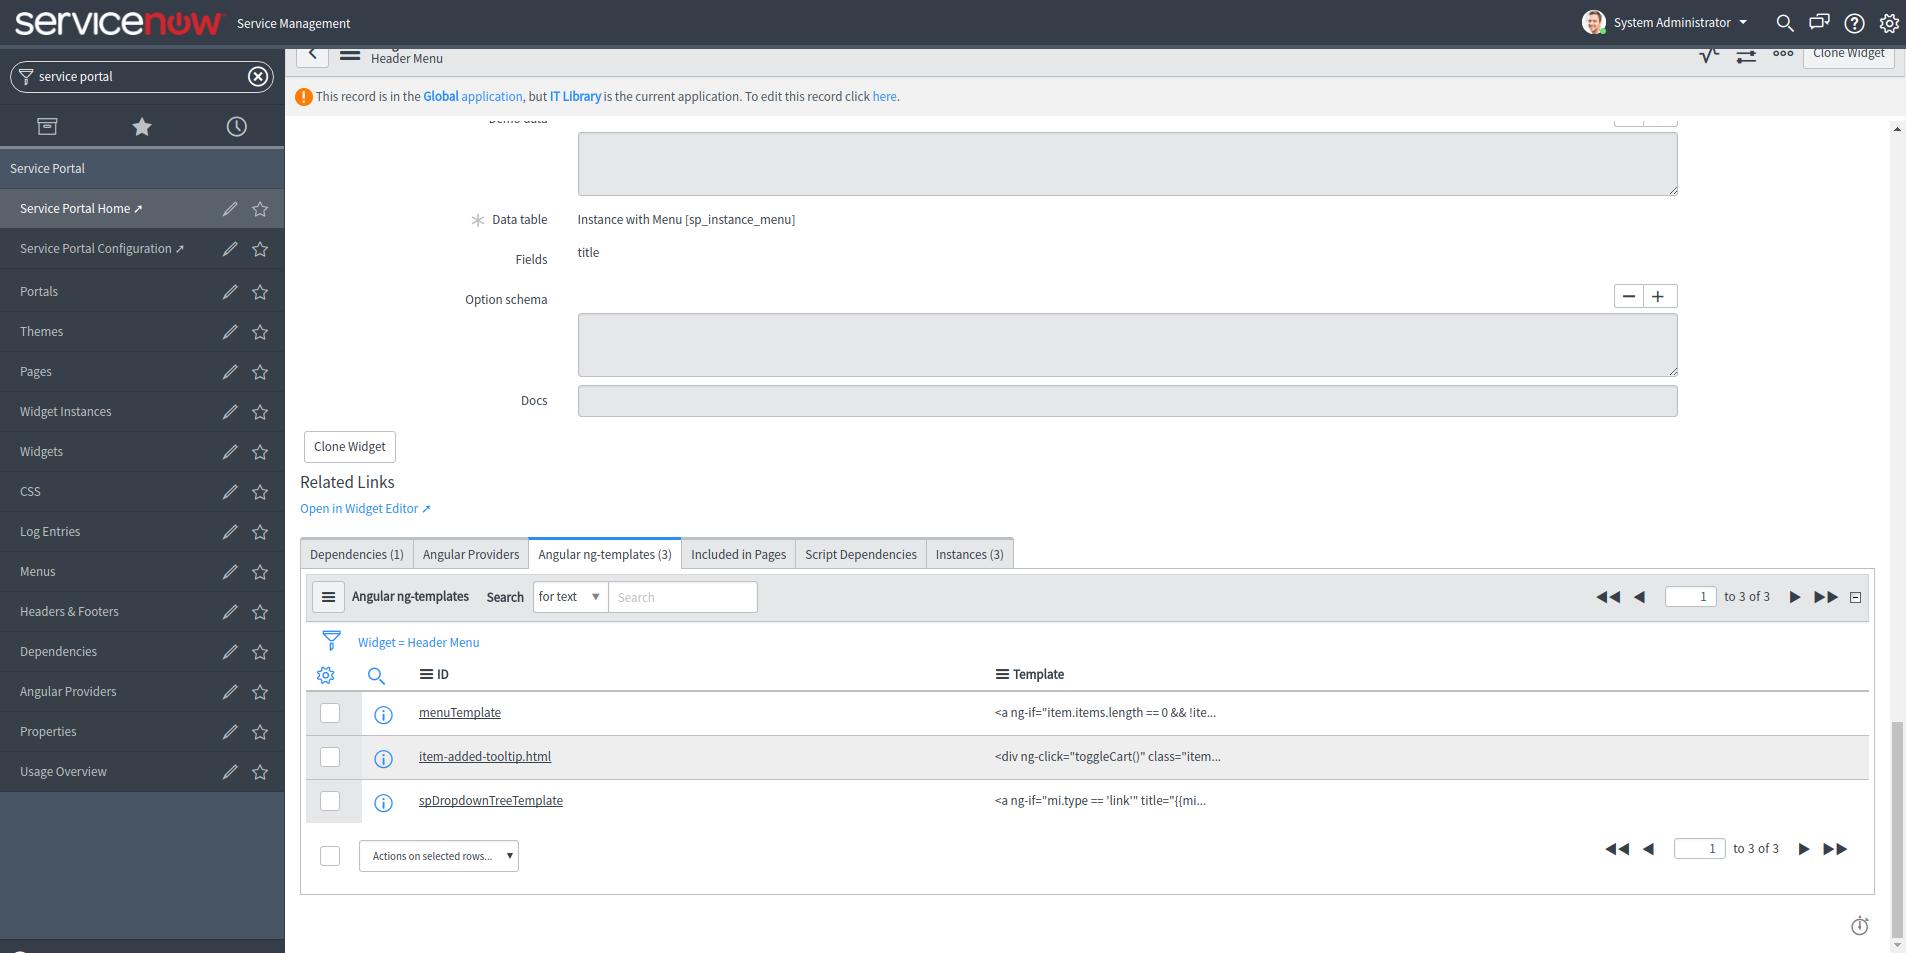 servicenow Service Management
System Administrator
service portal
Service Portal
Service Portal Home ➚
Service Portal Configuration ➚
Portals
Themes
Pages
Widget Instances
Widgets
CSS
Log Entries
Menus
Headers & Footers
Dependencies
Angular Providers
Properties
Usage Overview
Header Menu
Clone Widget
This record is in the Global application, but IT Library is the current application. To edit this record click here.
Demo data
Data table Instance with Menu [sp_instance_menu]
Fields title
Option schema
Docs
Clone Widget
Related Links
Open in Widget Editor ➚
Dependencies (1) Angular Providers Angular ng-templates (3) Included in Pages Script Dependencies Instances (3)
Angular ng-templates Search for text Search 1 to 3 of 3
Widget = Header Menu
ID Template
menuTemplate <a ng-if="item.items.length == 0 && !ite...
item-added-tooltip.html <div ng-click="toggleCart()" class="item...
spDropdownTreeTemplate <a ng-if="mi.type == 'link'" title="{{mi...
Actions on selected rows... 1 to 3 of 3